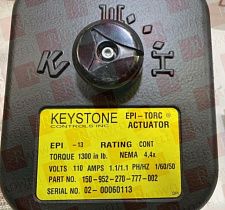 KEYSTONE
CONTROLS INC
EPI-TORC®
ACTUATOR
EPI -13 RATING CONT
TORQUE 1300 in lb. NEMA 4,4x
VOLTS 110 AMPS 1.1/1.1 PH/HZ 1/60/50
PART NO. 150-952-270-777-002
SERIAL NO. 02- 00060113